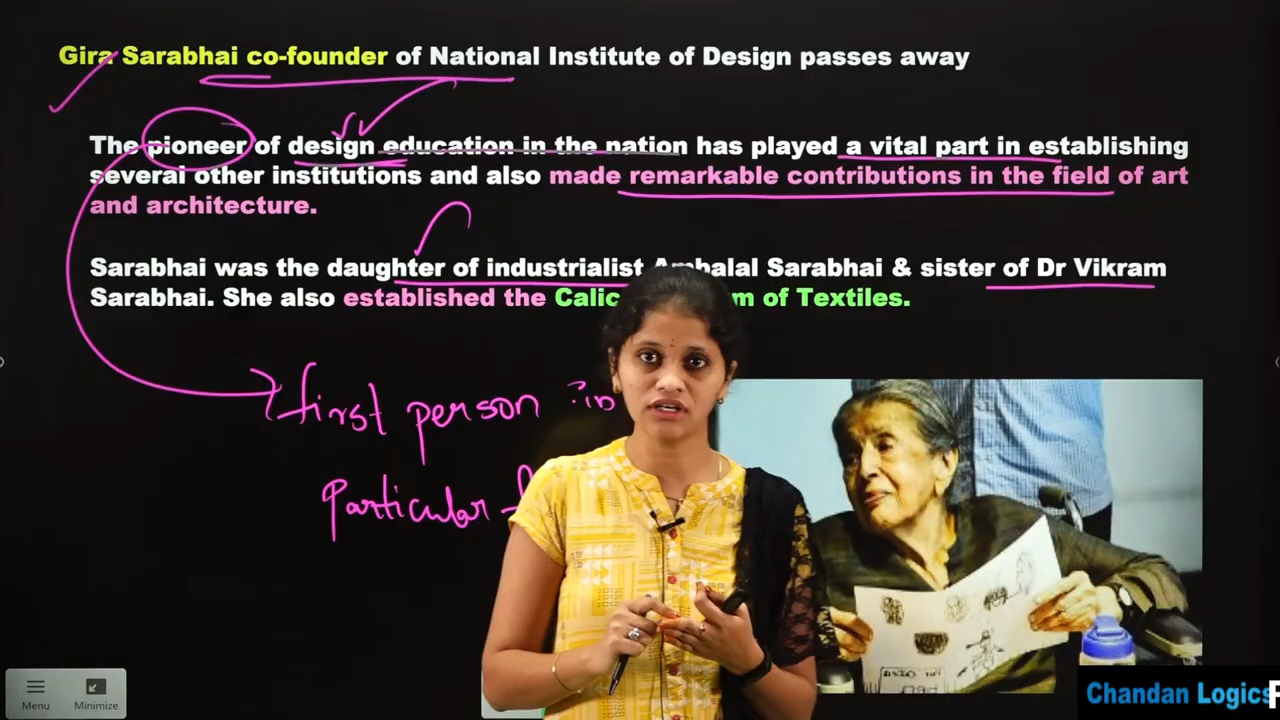 Gira Sarabhai co-founder of National Institute of Design passes away
The pioneer of design education in the nation has played a vital part in establishing
several other institutions and also made remarkable contributions in the field of art
and architecture.
Sarabhai was the daughter of industrialist Ambalal Sarabhai & sister of Dr Vikram
Sarabhai. She also established the of Textiles.
first person in
particular
Menu Minimize
Chandan Logics